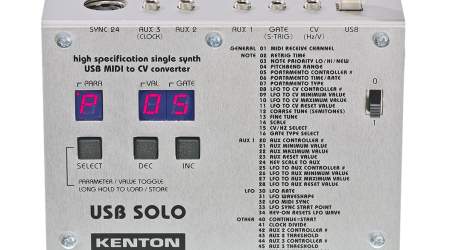 SYNC 24
AUX 3
(CLOCK)
AUX 2
AUX 1
GATE
(S-TRIG)
CV
(Hz/V)
USB
high specification single synth
USB MIDI to CV converter
PARA
VAL
GATE
P 05
SELECT
DEC
INC
PARAMETER / VALUE TOGGLE
LONG HOLD TO LOAD / STORE
USB SOLO
KENTON
GENERAL 01 MIDI RECEIVE CHANNEL
NOTE 02 RETRIG TIME
03 NOTE PRIORITY LO/HI/NEW
04 PITCHBEND RANGE
05 PORTAMENTO CONTROLLER #
06 PORTAMENTO TIME/RATE
07 PORTAMENTO TYPE
08 LFO TO CV CONTROLLER #
09 LFO TO CV MINIMUM VALUE
10 LFO TO CV MAXIMUM VALUE
11 LFO TO CV RESET VALUE
12 COARSE TUNE (SEMITONES)
13 FINE TUNE
14 SCALE
15 CV/HZ SELECT
16 GATE TYPE SELECT
AUX 1 20 AUX CONTROLLER #
21 AUX MINIMUM VALUE
22 AUX MAXIMUM VALUE
23 AUX RESET VALUE
24 KEY SCALE TO AUX
25 LFO TO AUX CONTROLLER #
26 LFO TO AUX MINIMUM VALUE
27 LFO TO AUX MAXIMUM VALUE
28 LFO TO AUX RESET VALUE
LFO 30 LFO RATE
31 LFO WAVESHAPE
32 LFO MIDI SYNC
33 LFO SYNC START POINT
34 KEY-ON RESETS LFO WAVE
OTHER 40 CONTINUE=START
41 CLOCK DIVIDE
42 AUX 2 CONTROLLER #
43 AUX 2 THRESHOLD
44 AUX 3 CONTROLLER #
45 AUX 3 THRESHOLD
0
1